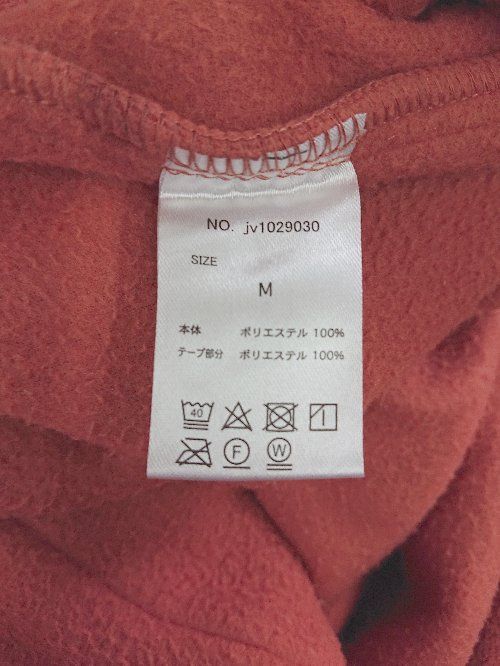 NO. jv1029030
SIZE
M
本体 ポリエステル 100%
テープ部分 ポリエステル 100%
40
F W